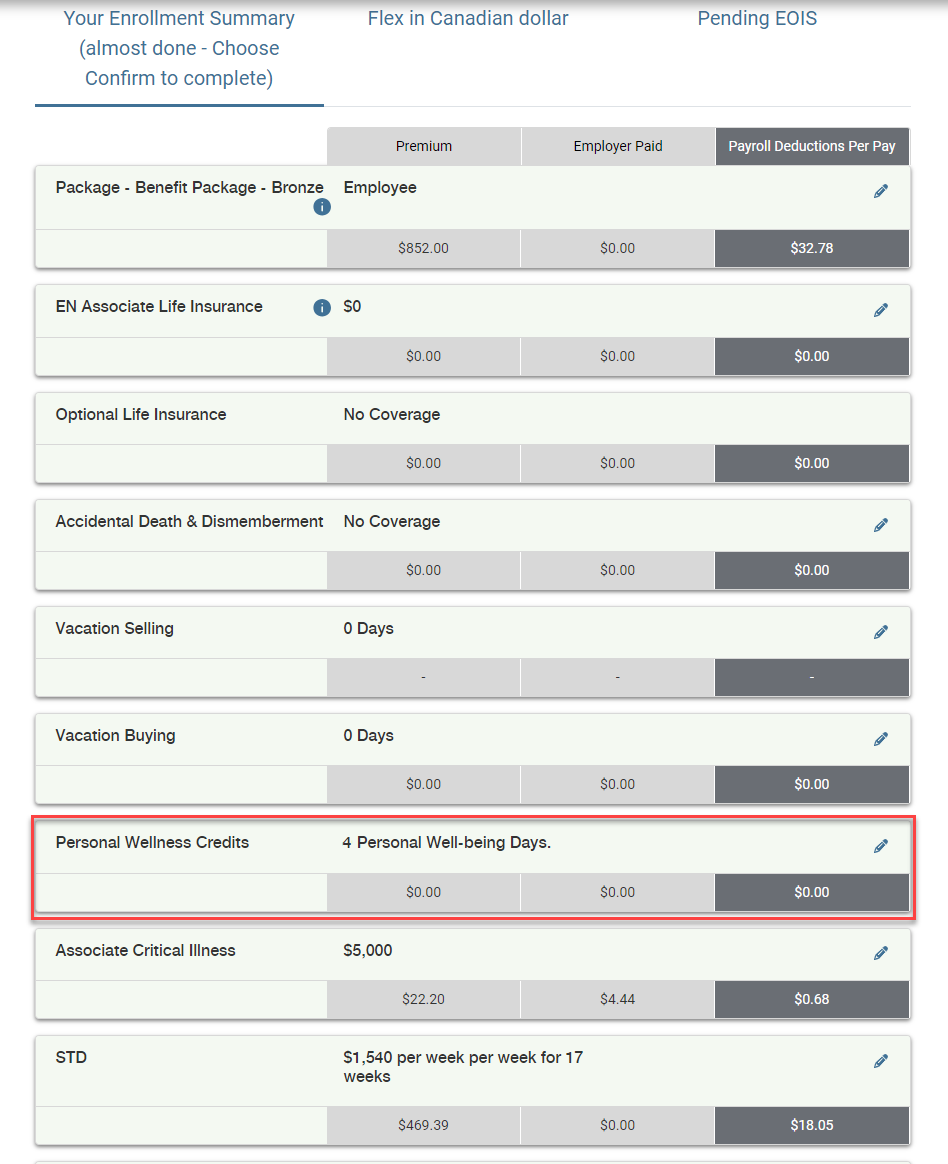 Your Enrollment Summary
(almost done - Choose
Confirm to complete)
Flex in Canadian dollar
Pending EOIS
Premium Employer Paid Payroll Deductions Per Pay
Package - Benefit Package - Bronze Employee
$852.00 $0.00 $32.78
EN Associate Life Insurance $0
$0.00 $0.00 $0.00
Optional Life Insurance No Coverage
$0.00 $0.00 $0.00
Accidental Death & Dismemberment No Coverage
$0.00 $0.00 $0.00
Vacation Selling 0 Days
- - -
Vacation Buying 0 Days
$0.00 $0.00 $0.00
Personal Wellness Credits 4 Personal Well-being Days.
$0.00 $0.00 $0.00
Associate Critical Illness $5,000
$22.20 $4.44 $0.68
STD $1,540 per week per week for 17
weeks
$469.39 $0.00 $18.05